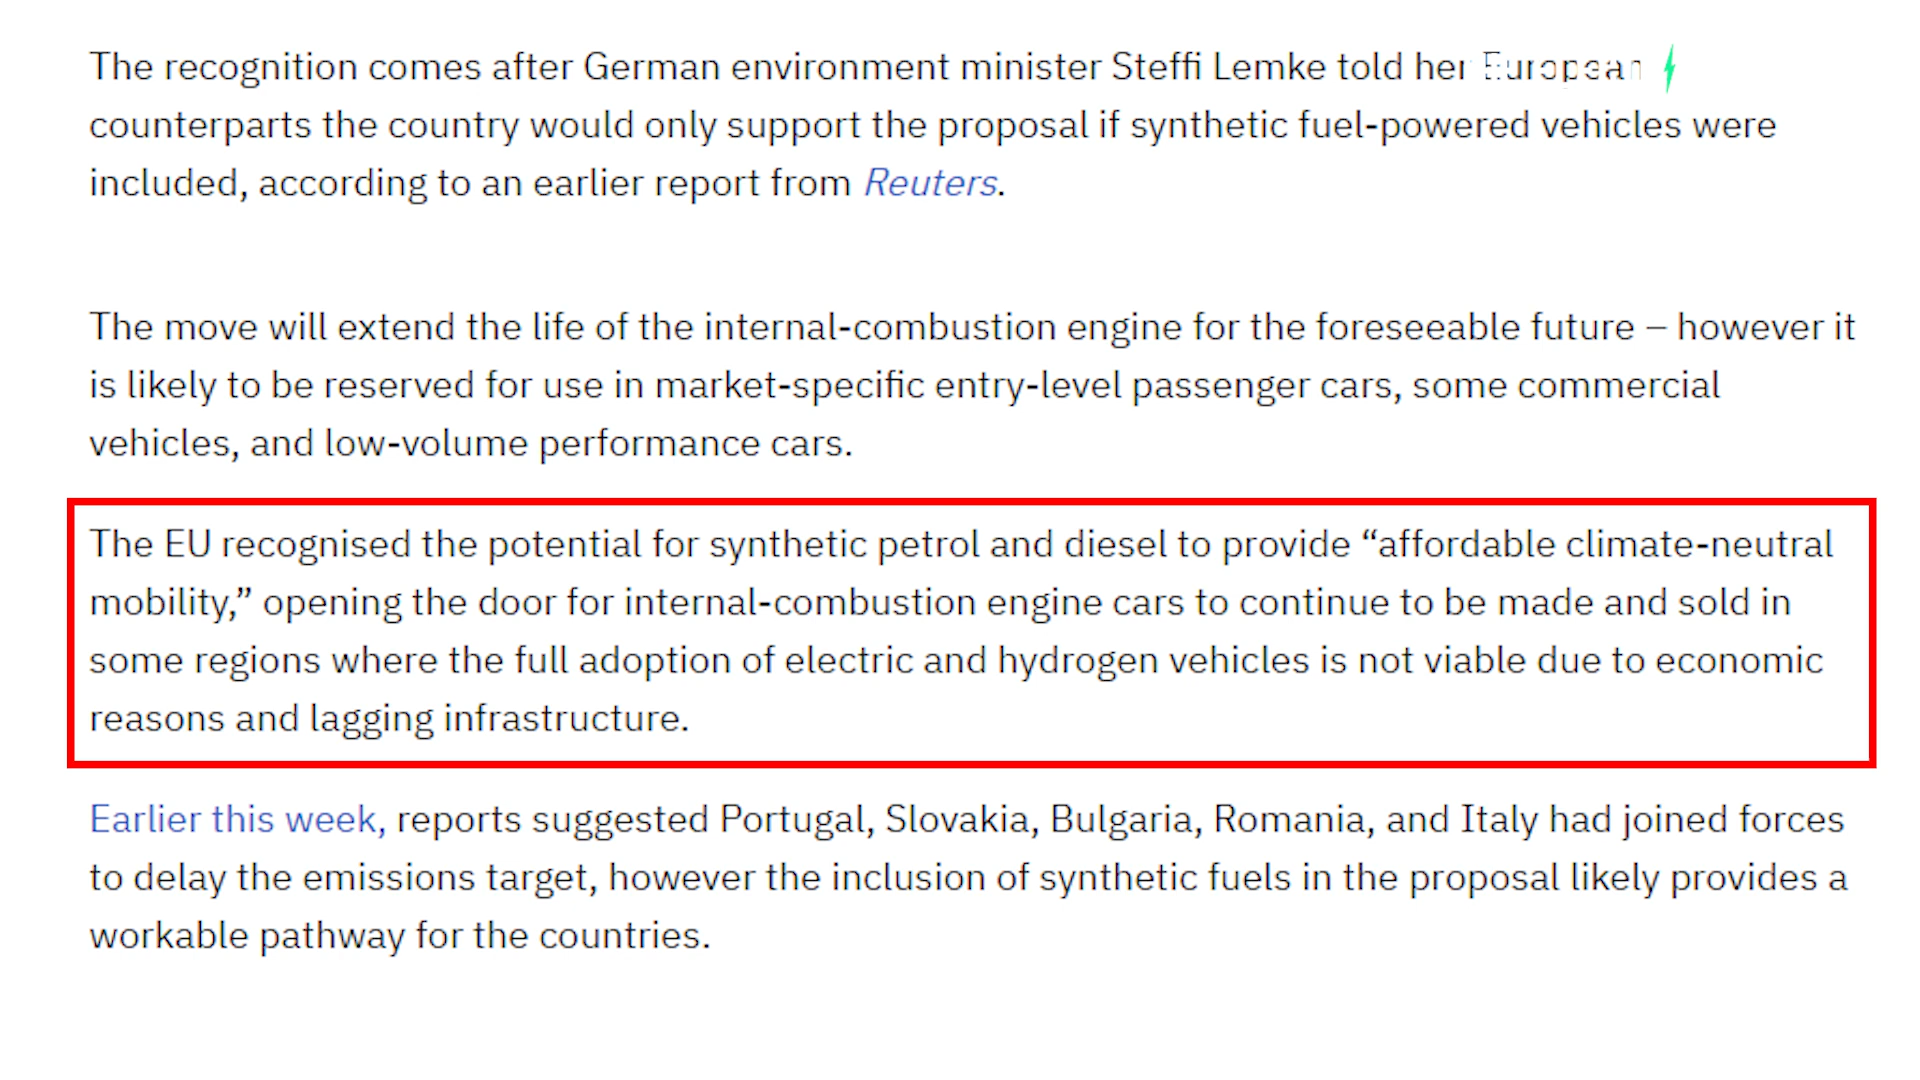 The recognition comes after German environment minister Steffi Lemke told her European
counterparts the country would only support the proposal if synthetic fuel-powered vehicles were
included, according to an earlier report from Reuters.
The move will extend the life of the internal-combustion engine for the foreseeable future – however it
is likely to be reserved for use in market-specific entry-level passenger cars, some commercial
vehicles, and low-volume performance cars.
The EU recognised the potential for synthetic petrol and diesel to provide “affordable climate-neutral
mobility,” opening the door for internal-combustion engine cars to continue to be made and sold in
some regions where the full adoption of electric and hydrogen vehicles is not viable due to economic
reasons and lagging infrastructure.
Earlier this week, reports suggested Portugal, Slovakia, Bulgaria, Romania, and Italy had joined forces
to delay the emissions target, however the inclusion of synthetic fuels in the proposal likely provides a
workable pathway for the countries.